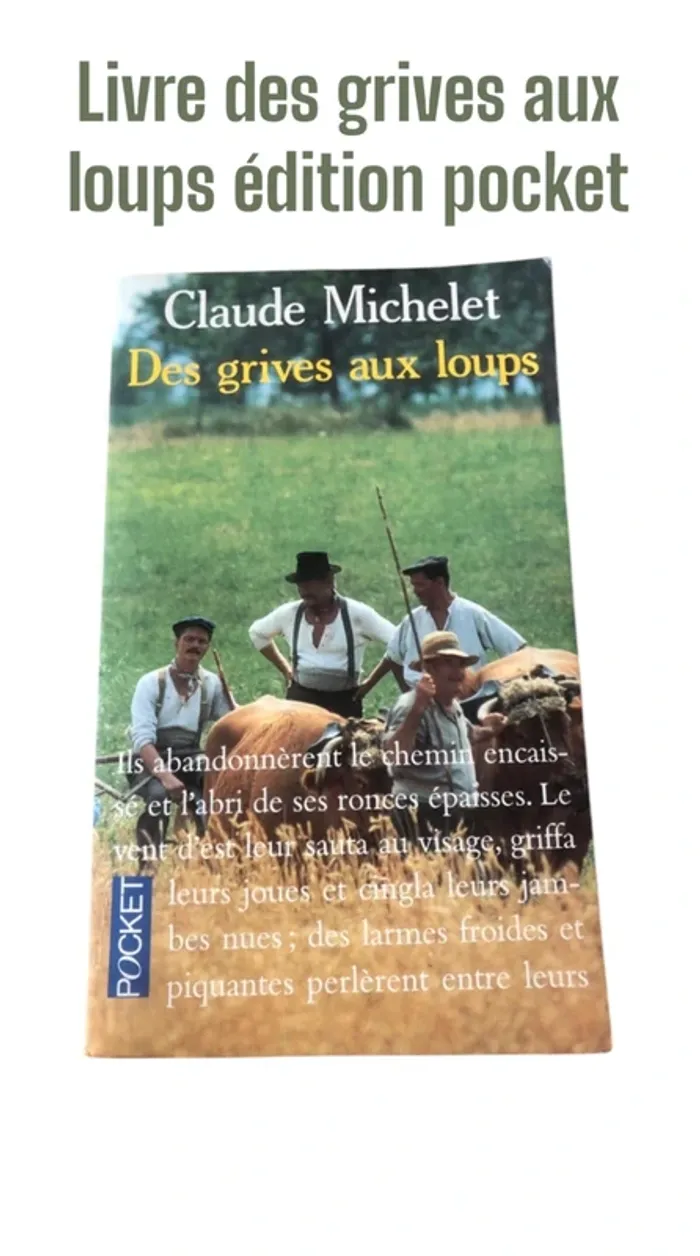 Livre des grives aux
loups édition pocket
Claude Michelet
Des grives aux loups
Ils abandonnèrent le chemin encais-
sé et l'abri de ses ronces épaisses. Le
vent d'est leur sauta au visage, griffa
leurs joues et cingla leurs jam-
bes nues ; des larmes froides et
piquantes perlèrent entre leurs
POCKET